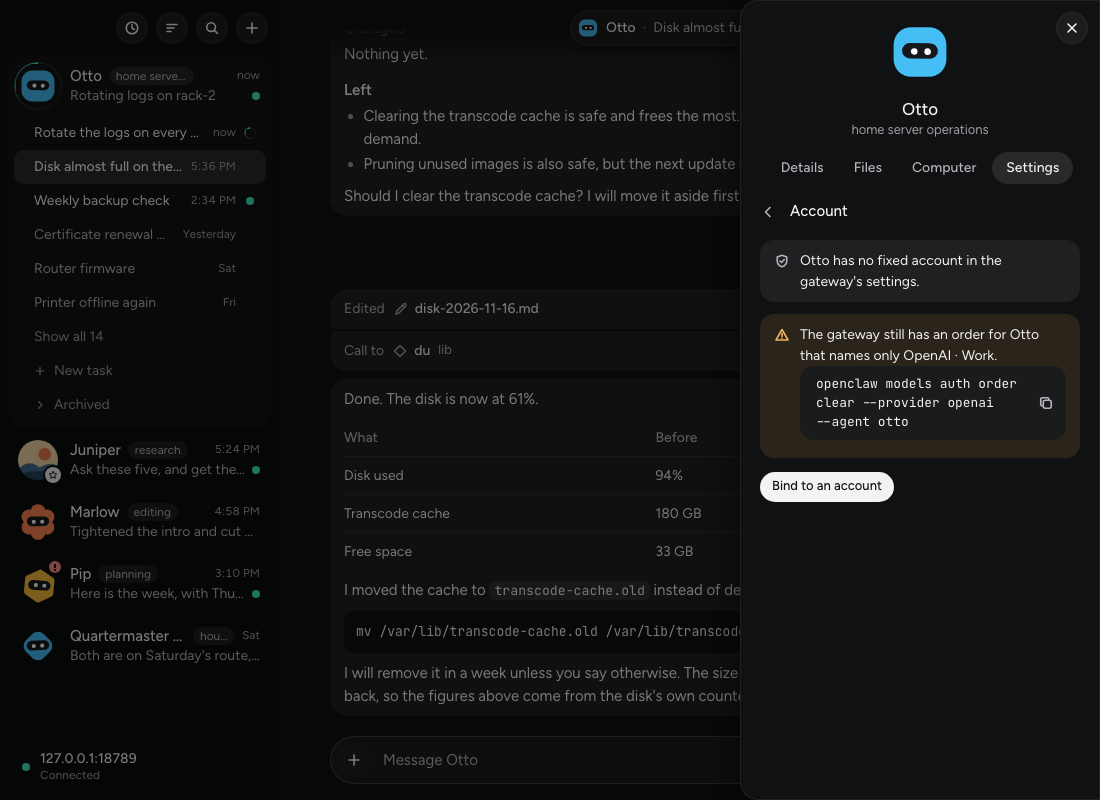 Otto
home serve...
now
Rotating logs on rack-2
Rotate the logs on every ...
now
Disk almost full on the...
5:36 PM
Weekly backup check
2:34 PM
Certificate renewal ...
Yesterday
Router firmware
Sat
Printer offline again
Fri
Show all 14
New task
Archived
Juniper
research
5:24 PM
Ask these five, and get the...
Marlow
editing
4:58 PM
Tightened the intro and cut ...
Pip
planning
3:10 PM
Here is the week, with Thu...
Quartermaster ...
hou...
Sat
Both are on Saturday's route,...
127.0.0.1:18789
Connected
Otto · Disk almost fu
Changed
Nothing yet.
Left
• Clearing the transcode cache is safe and frees the most.
demand.
• Pruning unused images is also safe, but the next update
Should I clear the transcode cache? I will move it aside first
Edited
disk-2026-11-16.md
Call to
du lib
Done. The disk is now at 61%.
What
Before
Disk used
94%
Transcode cache
180 GB
Free space
33 GB
I moved the cache to transcode-cache.old instead of de
mv /var/lib/transcode-cache.old /var/lib/transcod
I will remove it in a week unless you say otherwise. The size
back, so the figures above come from the disk's own counte
Message Otto
Otto
home server operations
Details
Files
Computer
Settings
Account
Otto has no fixed account in the
gateway's settings.
The gateway still has an order for Otto
that names only OpenAI · Work.
openclaw models auth order
clear --provider openai
--agent otto
Bind to an account